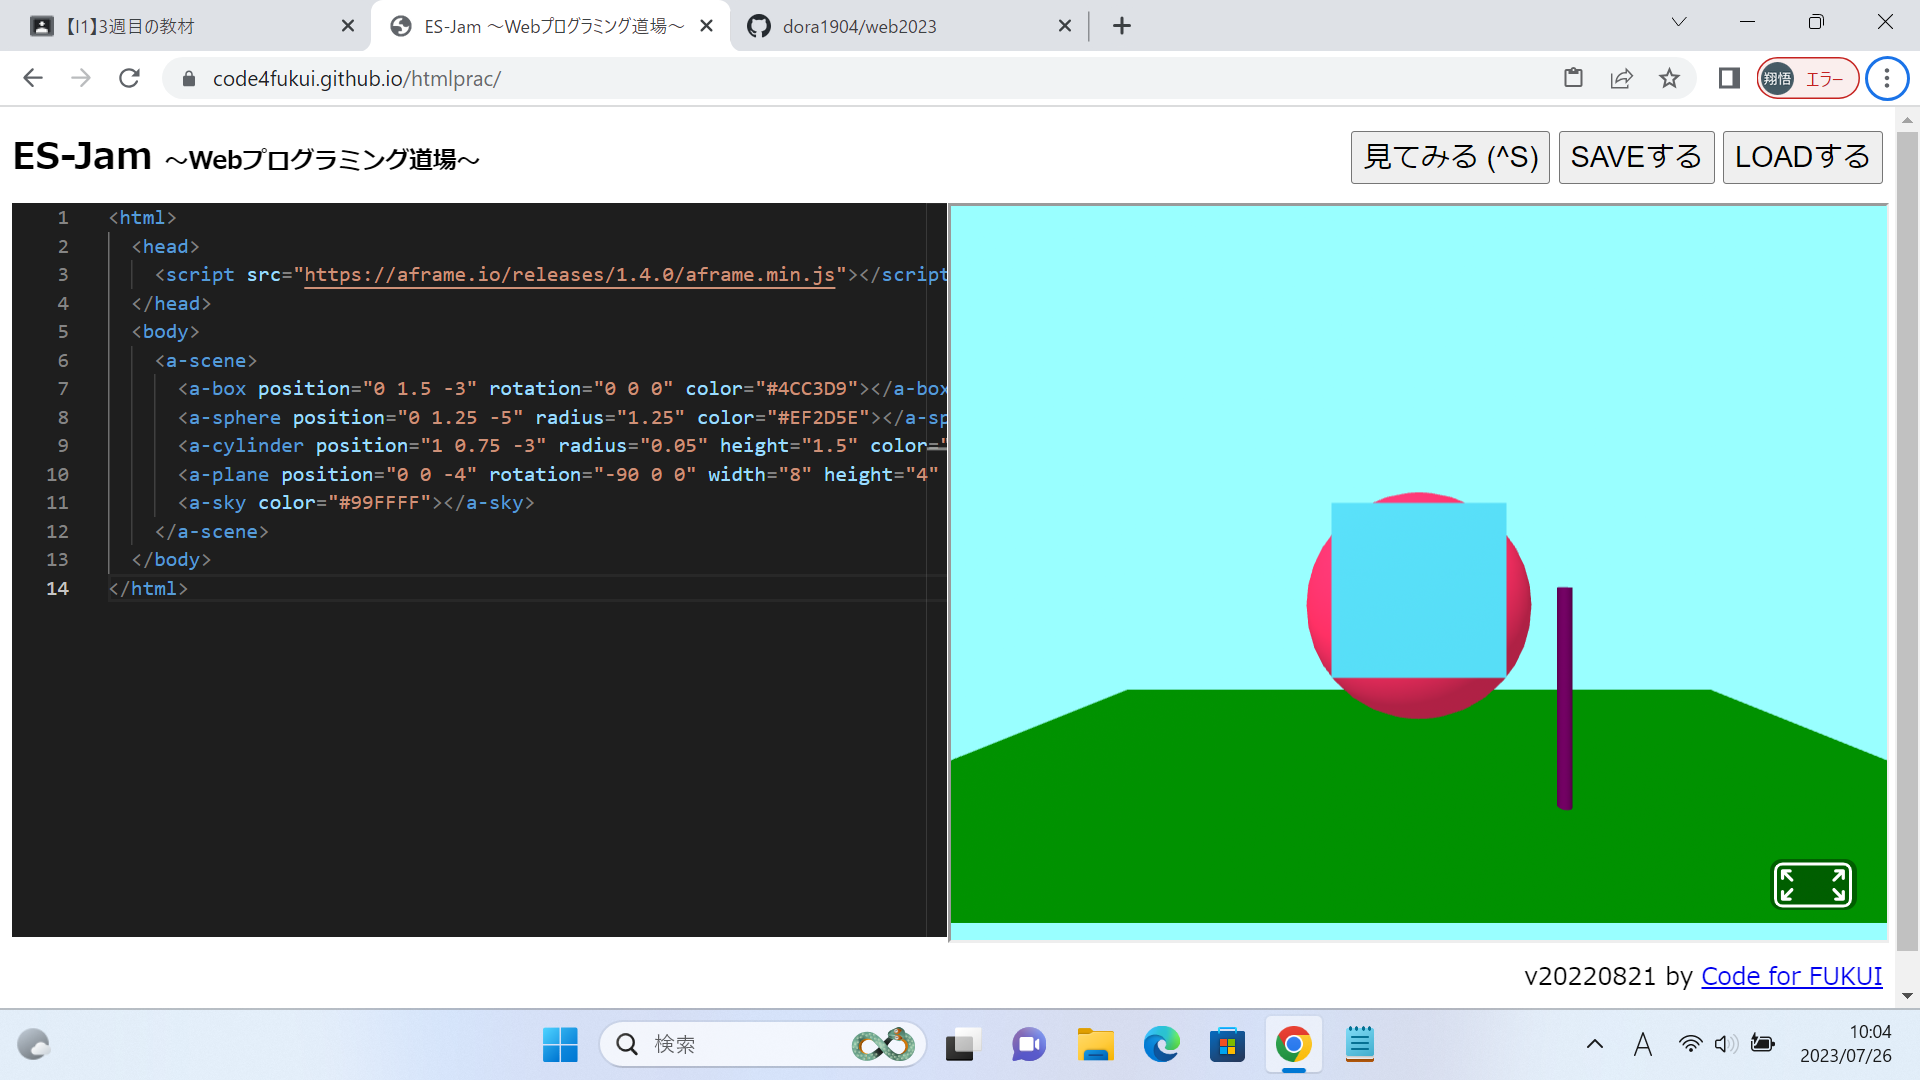 【I1】3週目の教材
ES-Jam 〜Webプログラミング道場〜
dora1904/web2023
code4fukui.github.io/htmlprac/
翔悟 エラー
ES-Jam 〜Webプログラミング道場〜
見てみる (^S) SAVEする LOADする
1 <html>
2 <head>
3 <script src="https://aframe.io/releases/1.4.0/aframe.min.js"></script
4 </head>
5 <body>
6 <a-scene>
7 <a-box position="0 1.5 -3" rotation="0 0 0" color="#4CC3D9"></a-box
8 <a-sphere position="0 1.25 -5" radius="1.25" color="#EF2D5E"></a-sp
9 <a-cylinder position="1 0.75 -3" radius="0.05" height="1.5" color="
10 <a-plane position="0 0 -4" rotation="-90 0 0" width="8" height="4"
11 <a-sky color="#99FFFF"></a-sky>
12 </a-scene>
13 </body>
14 </html>
v20220821 by Code for FUKUI
検索
A
10:04
2023/07/26